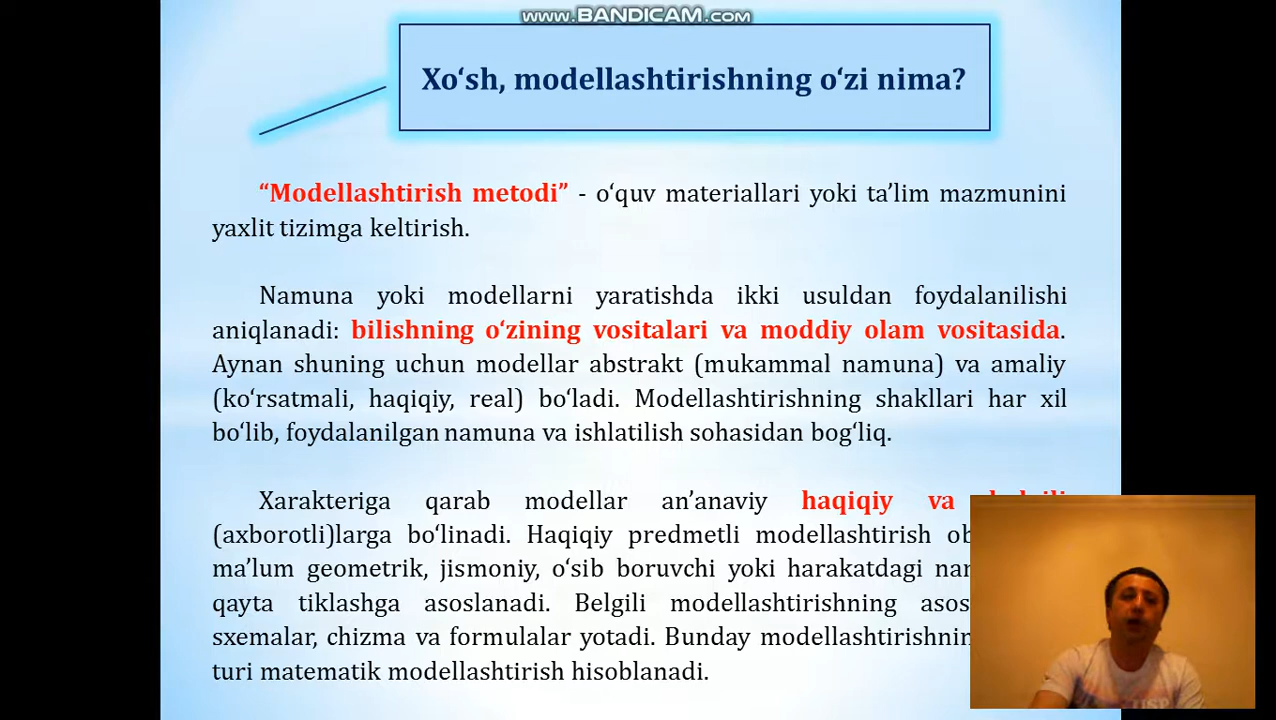 www.BANDICAM.com
Xo‘sh, modellashtirishning o‘zi nima?
“Modellashtirish metodi” - o‘quv materiallari yoki ta’lim mazmunini
yaxlit tizimga keltirish.
Namuna yoki modellarni yaratishda ikki usuldan foydalanilishi
aniqlanadi: bilishning o‘zining vositalari va moddiy olam vositasida.
Aynan shuning uchun modellar abstrakt (mukammal namuna) va amaliy
(ko‘rsatmali, haqiqiy, real) bo‘ladi. Modellashtirishning shakllari har xil
bo‘lib, foydalanilgan namuna va ishlatilish sohasidan bog‘liq.
Xarakteriga qarab modellar an’anaviy haqiqiy va
(axborotli)larga bo‘linadi. Haqiqiy predmetli modellashtirish
ma’lum geometrik, jismoniy, o‘sib boruvchi yoki harakatdagi
qayta tiklashga asoslanadi. Belgili modellashtirishning
sxemalar, chizma va formulalar yotadi. Bunday
turi matematik modellashtirish hisoblanadi.